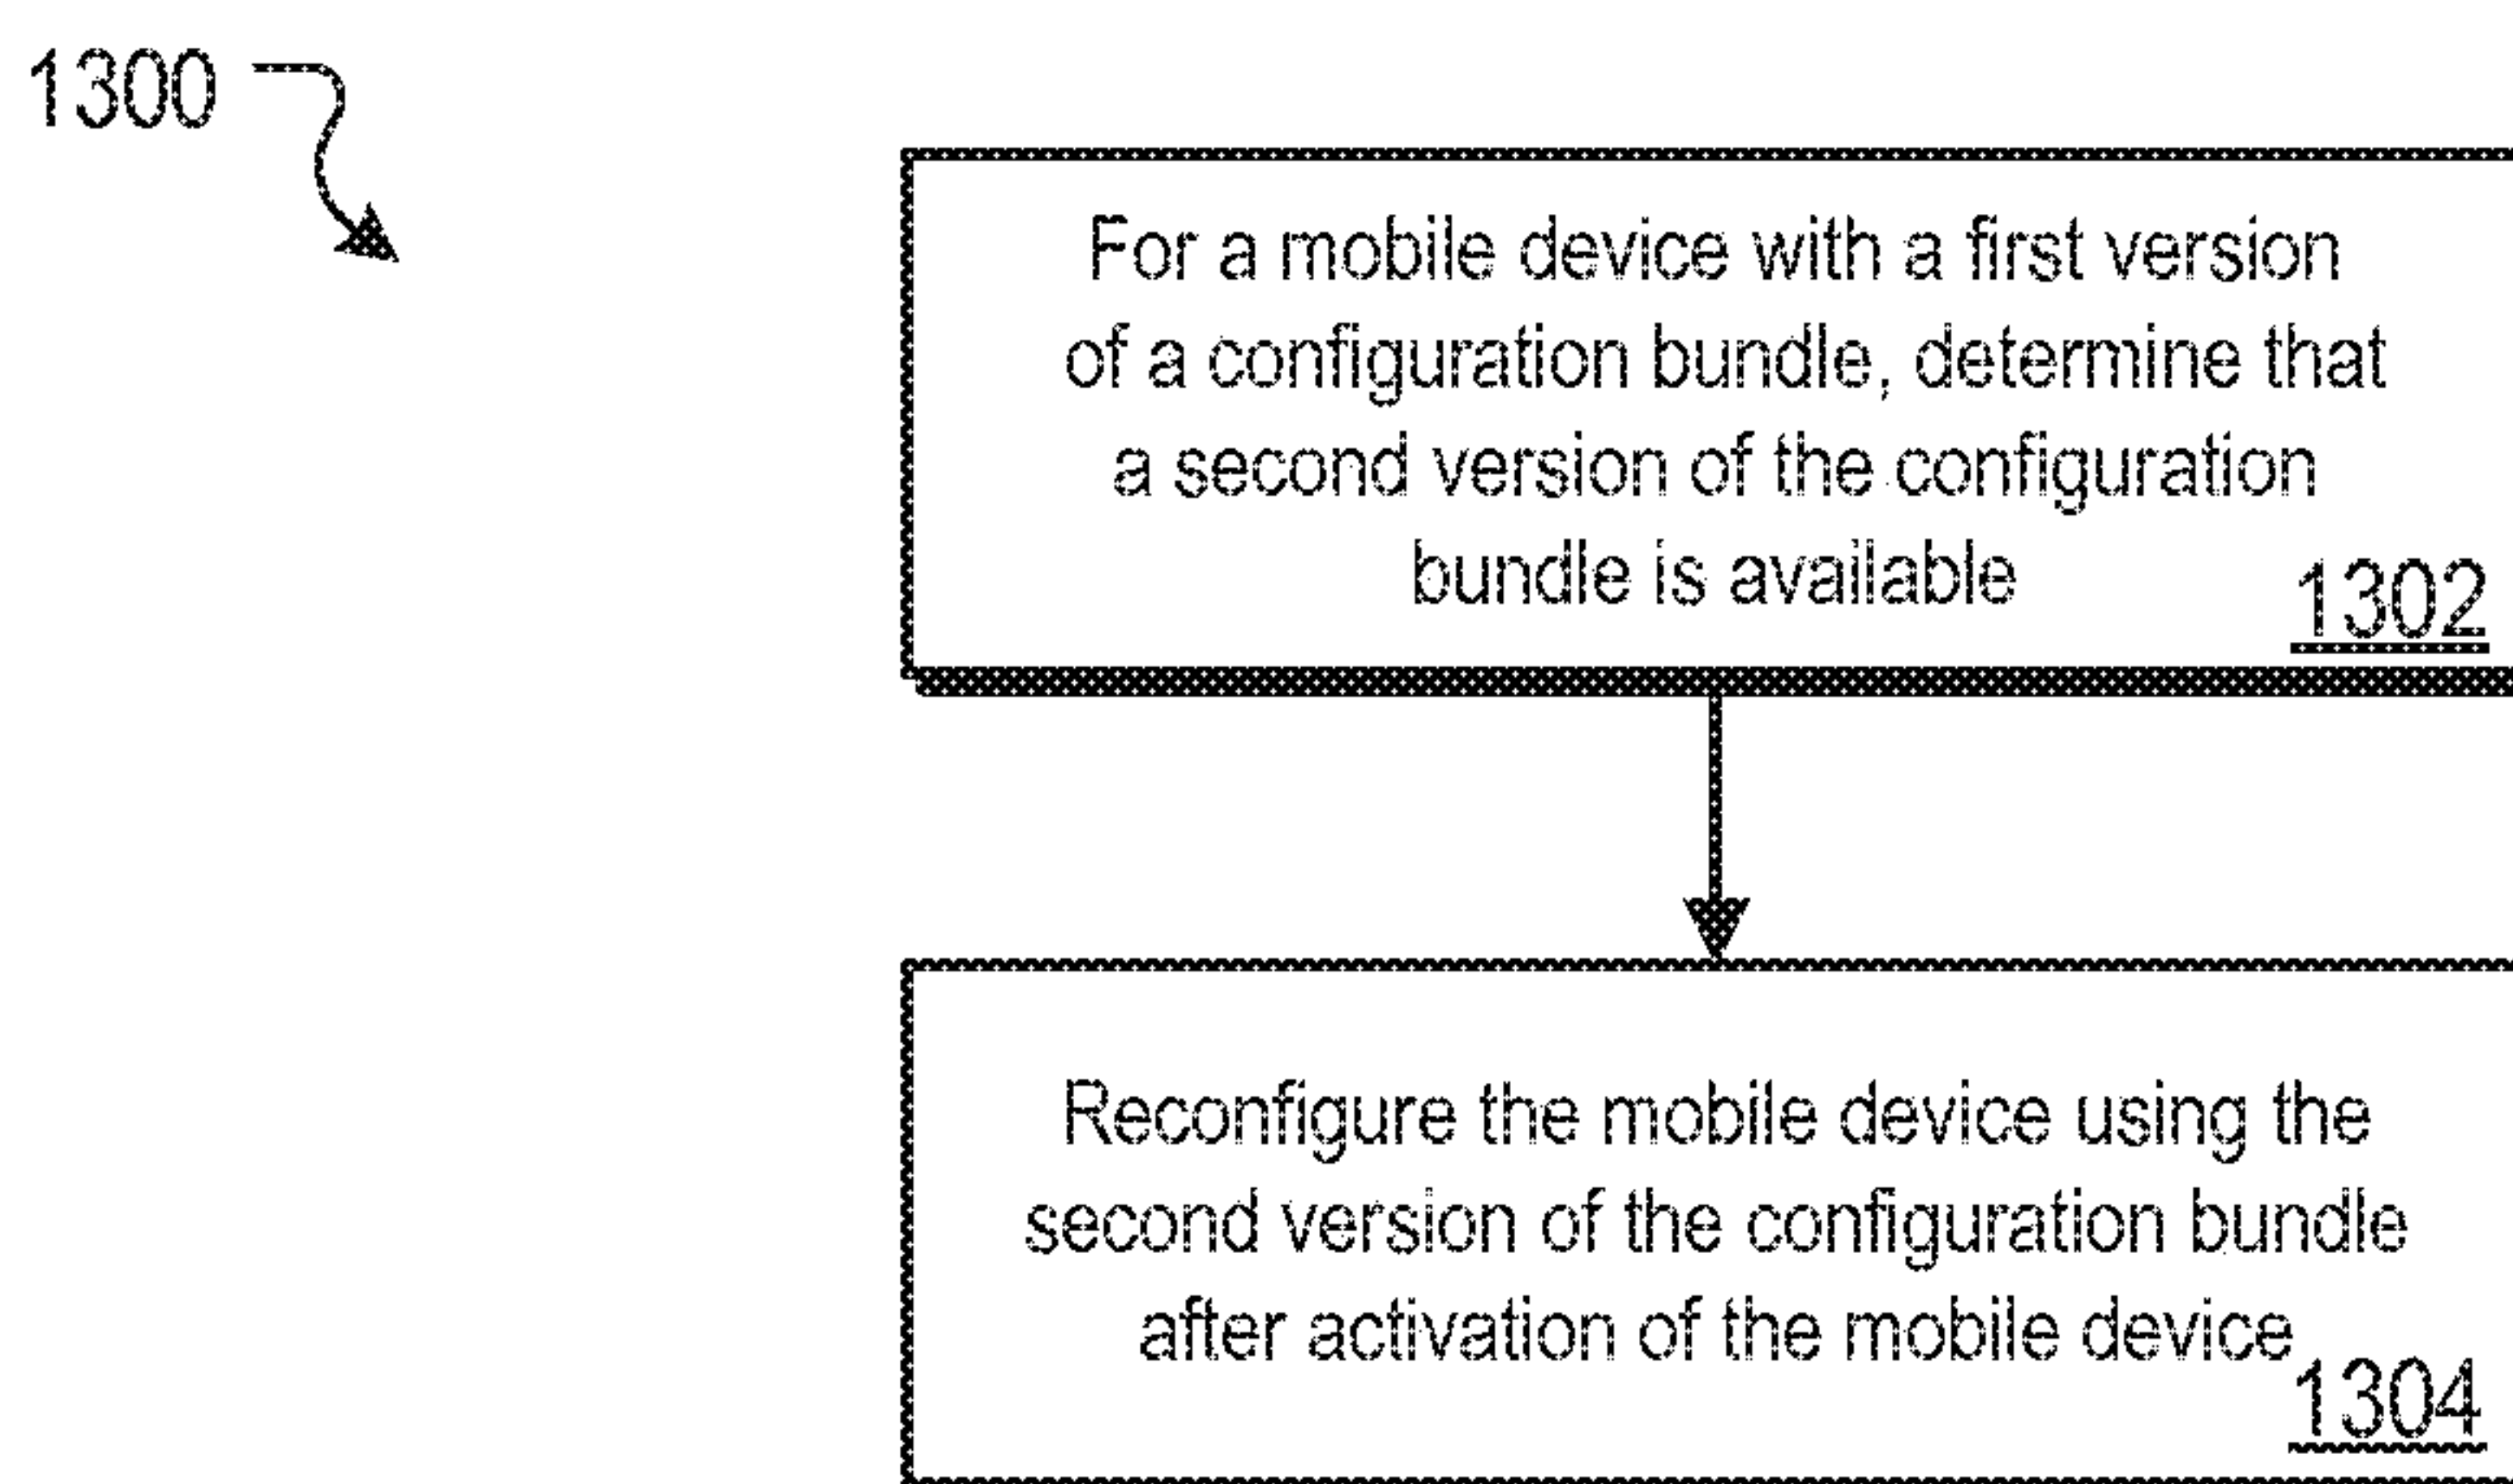 1300
For a mobile device with a first version
of a configuration bundle, determine that
a second version of the configuration
bundle is available
1302
Reconfigure the mobile device using the
second version of the configuration bundle
after activation of the mobile device
1304